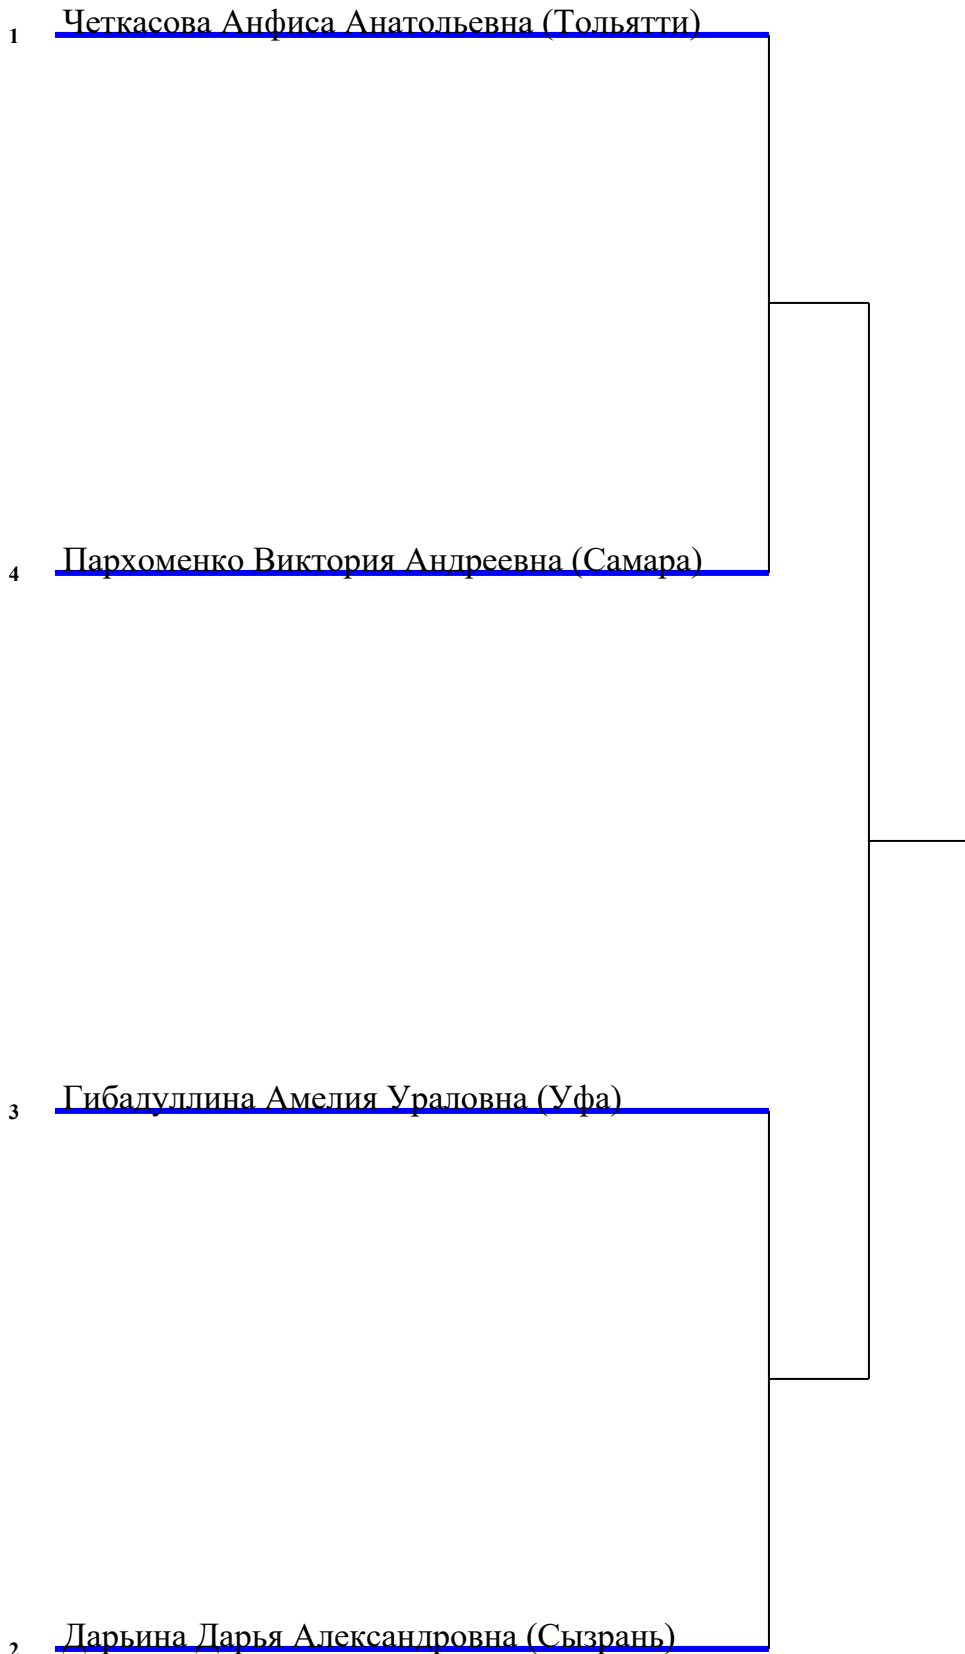 1 Четкасова Анфиса Анатольевна (Тольятти)
4 Пархоменко Виктория Андреевна (Самара)
3 Гибадуллина Амелия Ураловна (Уфа)
2 Дарьина Дарья Александровна (Сызрань)